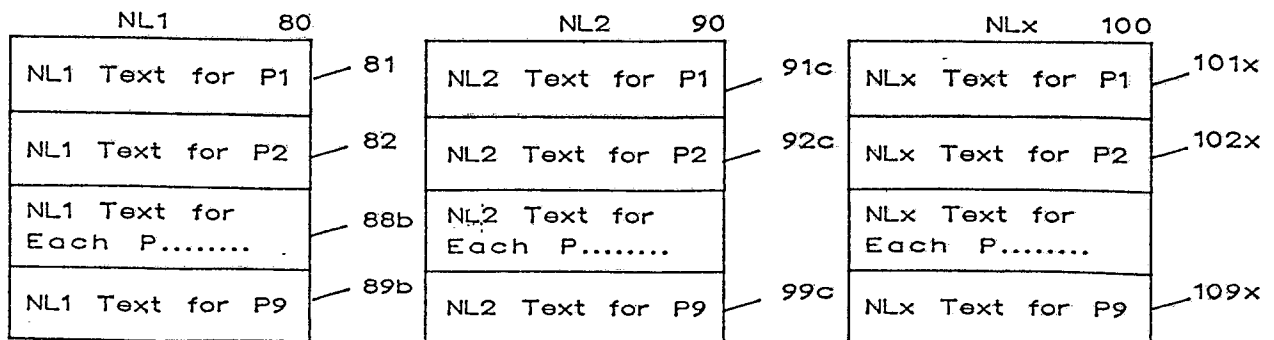 NL1 80
NL1 Text for P1
81
NL1 Text for P2
82
NL1 Text for
Each P........
88b
NL1 Text for P9
89b
NL2 90
NL2 Text for P1
91c
NL2 Text for P2
92c
NL2 Text for
Each P........
NL2 Text for P9
99c
NLx 100
NLx Text for P1
101x
NLx Text for P2
102x
NLx Text for
Each P........
NLx Text for P9
109x